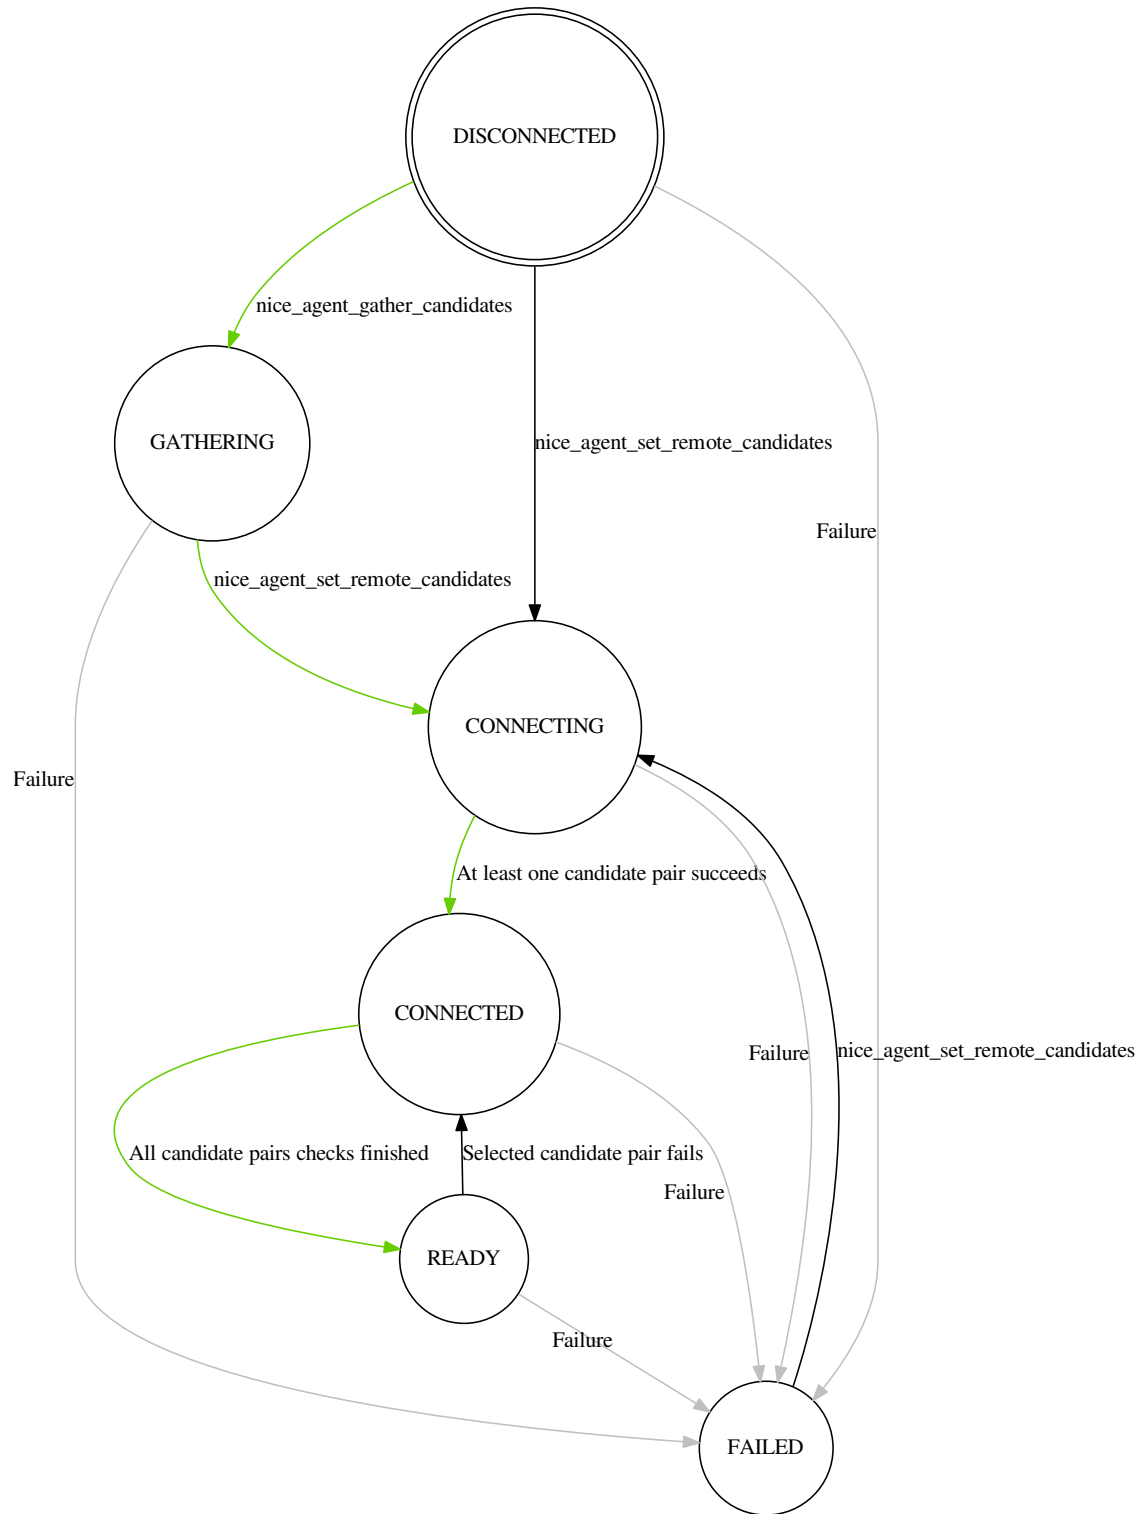 DISCONNECTED
nice_agent_gather_candidates
GATHERING
nice_agent_set_remote_candidates
Failure
nice_agent_set_remote_candidates
CONNECTING
Failure
At least one candidate pair succeeds
CONNECTED
Failure
nice_agent_set_remote_candidates
All candidate pairs checks finished
Selected candidate pair fails
Failure
READY
Failure
FAILED